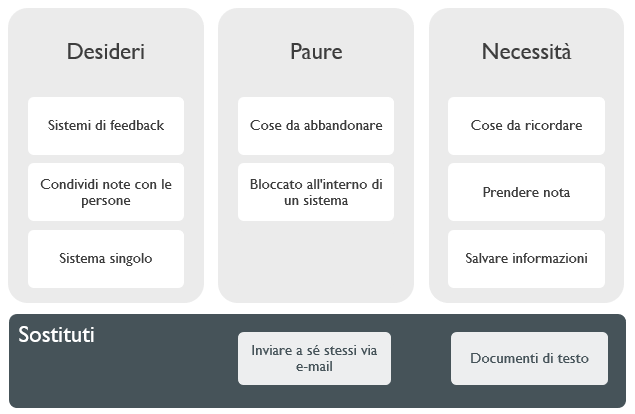 Desideri
Sistemi di feedback
Condividi note con le
persone
Sistema singolo
Paure
Cose da abbandonare
Bloccato all'interno di
un sistema
Necessità
Cose da ricordare
Prendere nota
Salvare informazioni
Sostituti
Inviare a sé stessi via
e-mail
Documenti di testo